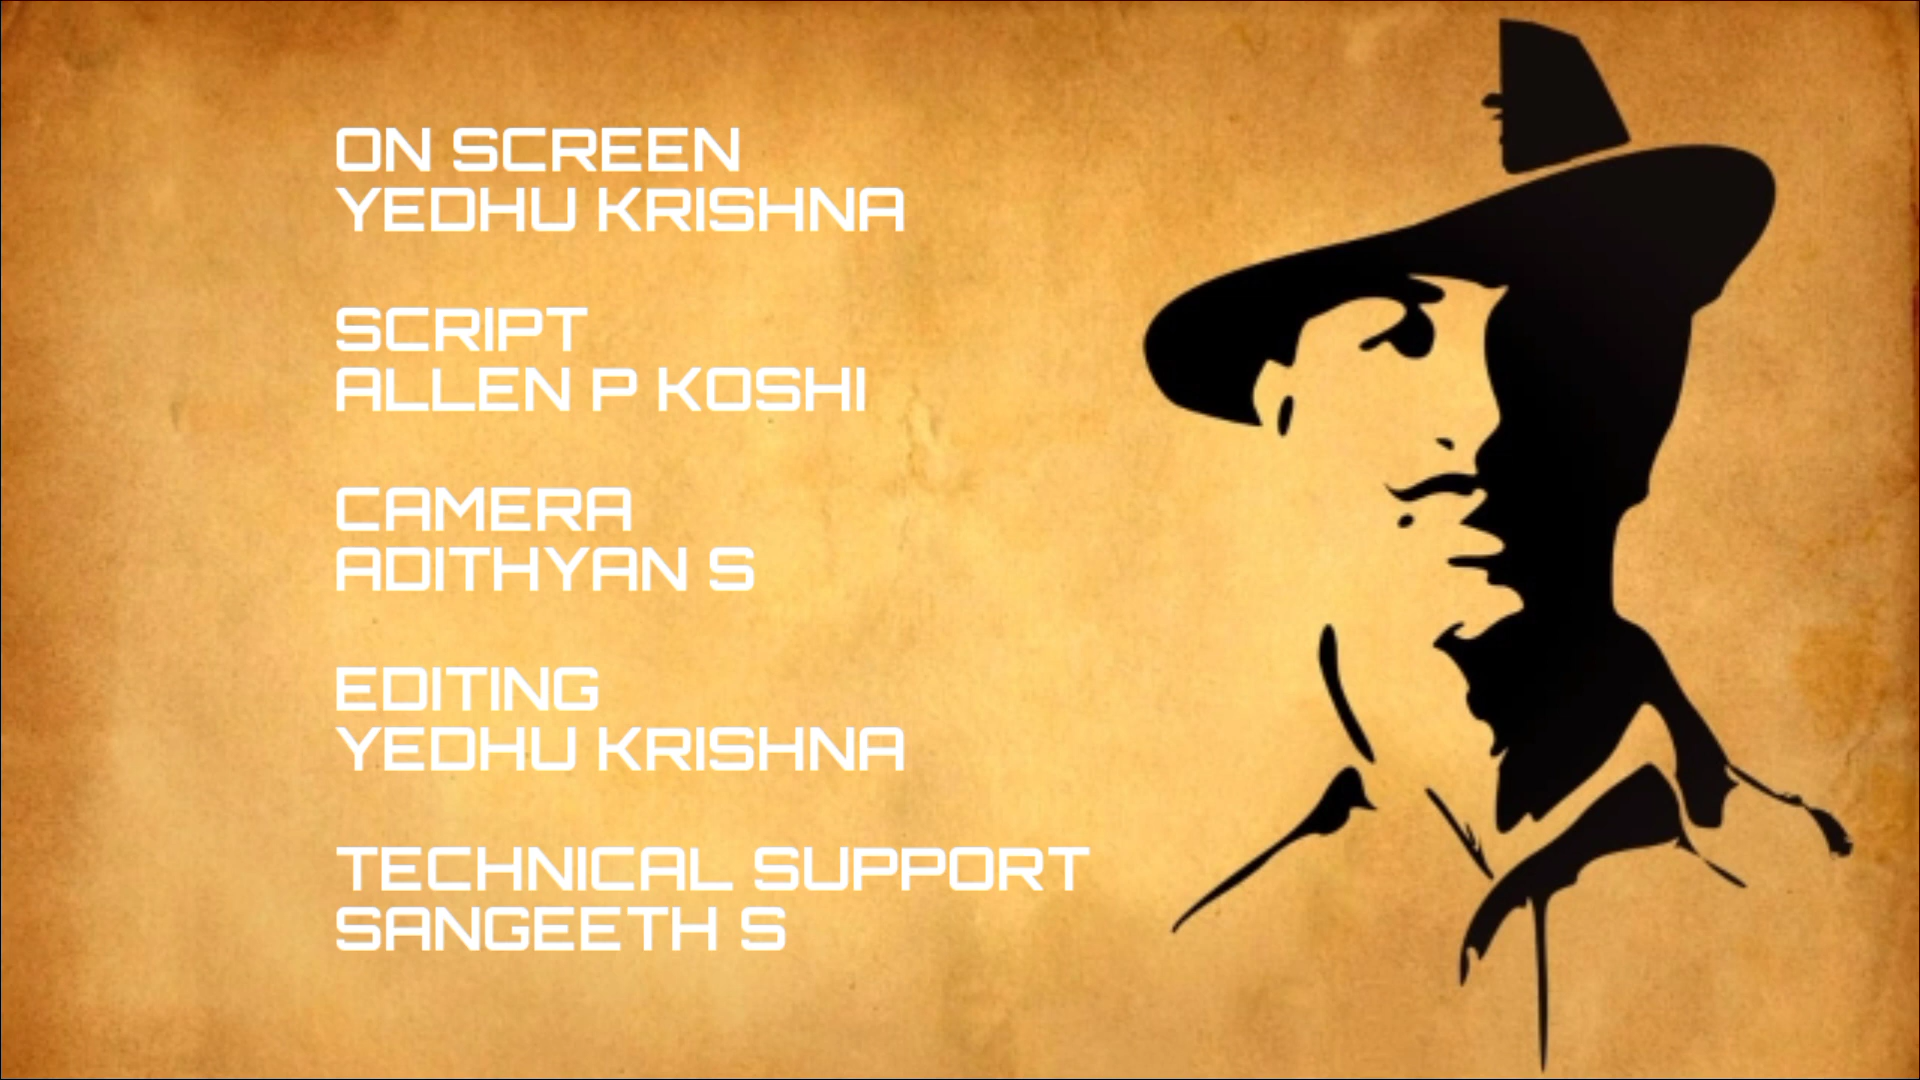 ON SCREEN
YEDHU KRISHNA
SCRIPT
ALLEN P KOSHI
CAMERA
ADITHYAN S
EDITING
YEDHU KRISHNA
TECHNICAL SUPPORT
SANGEETH S